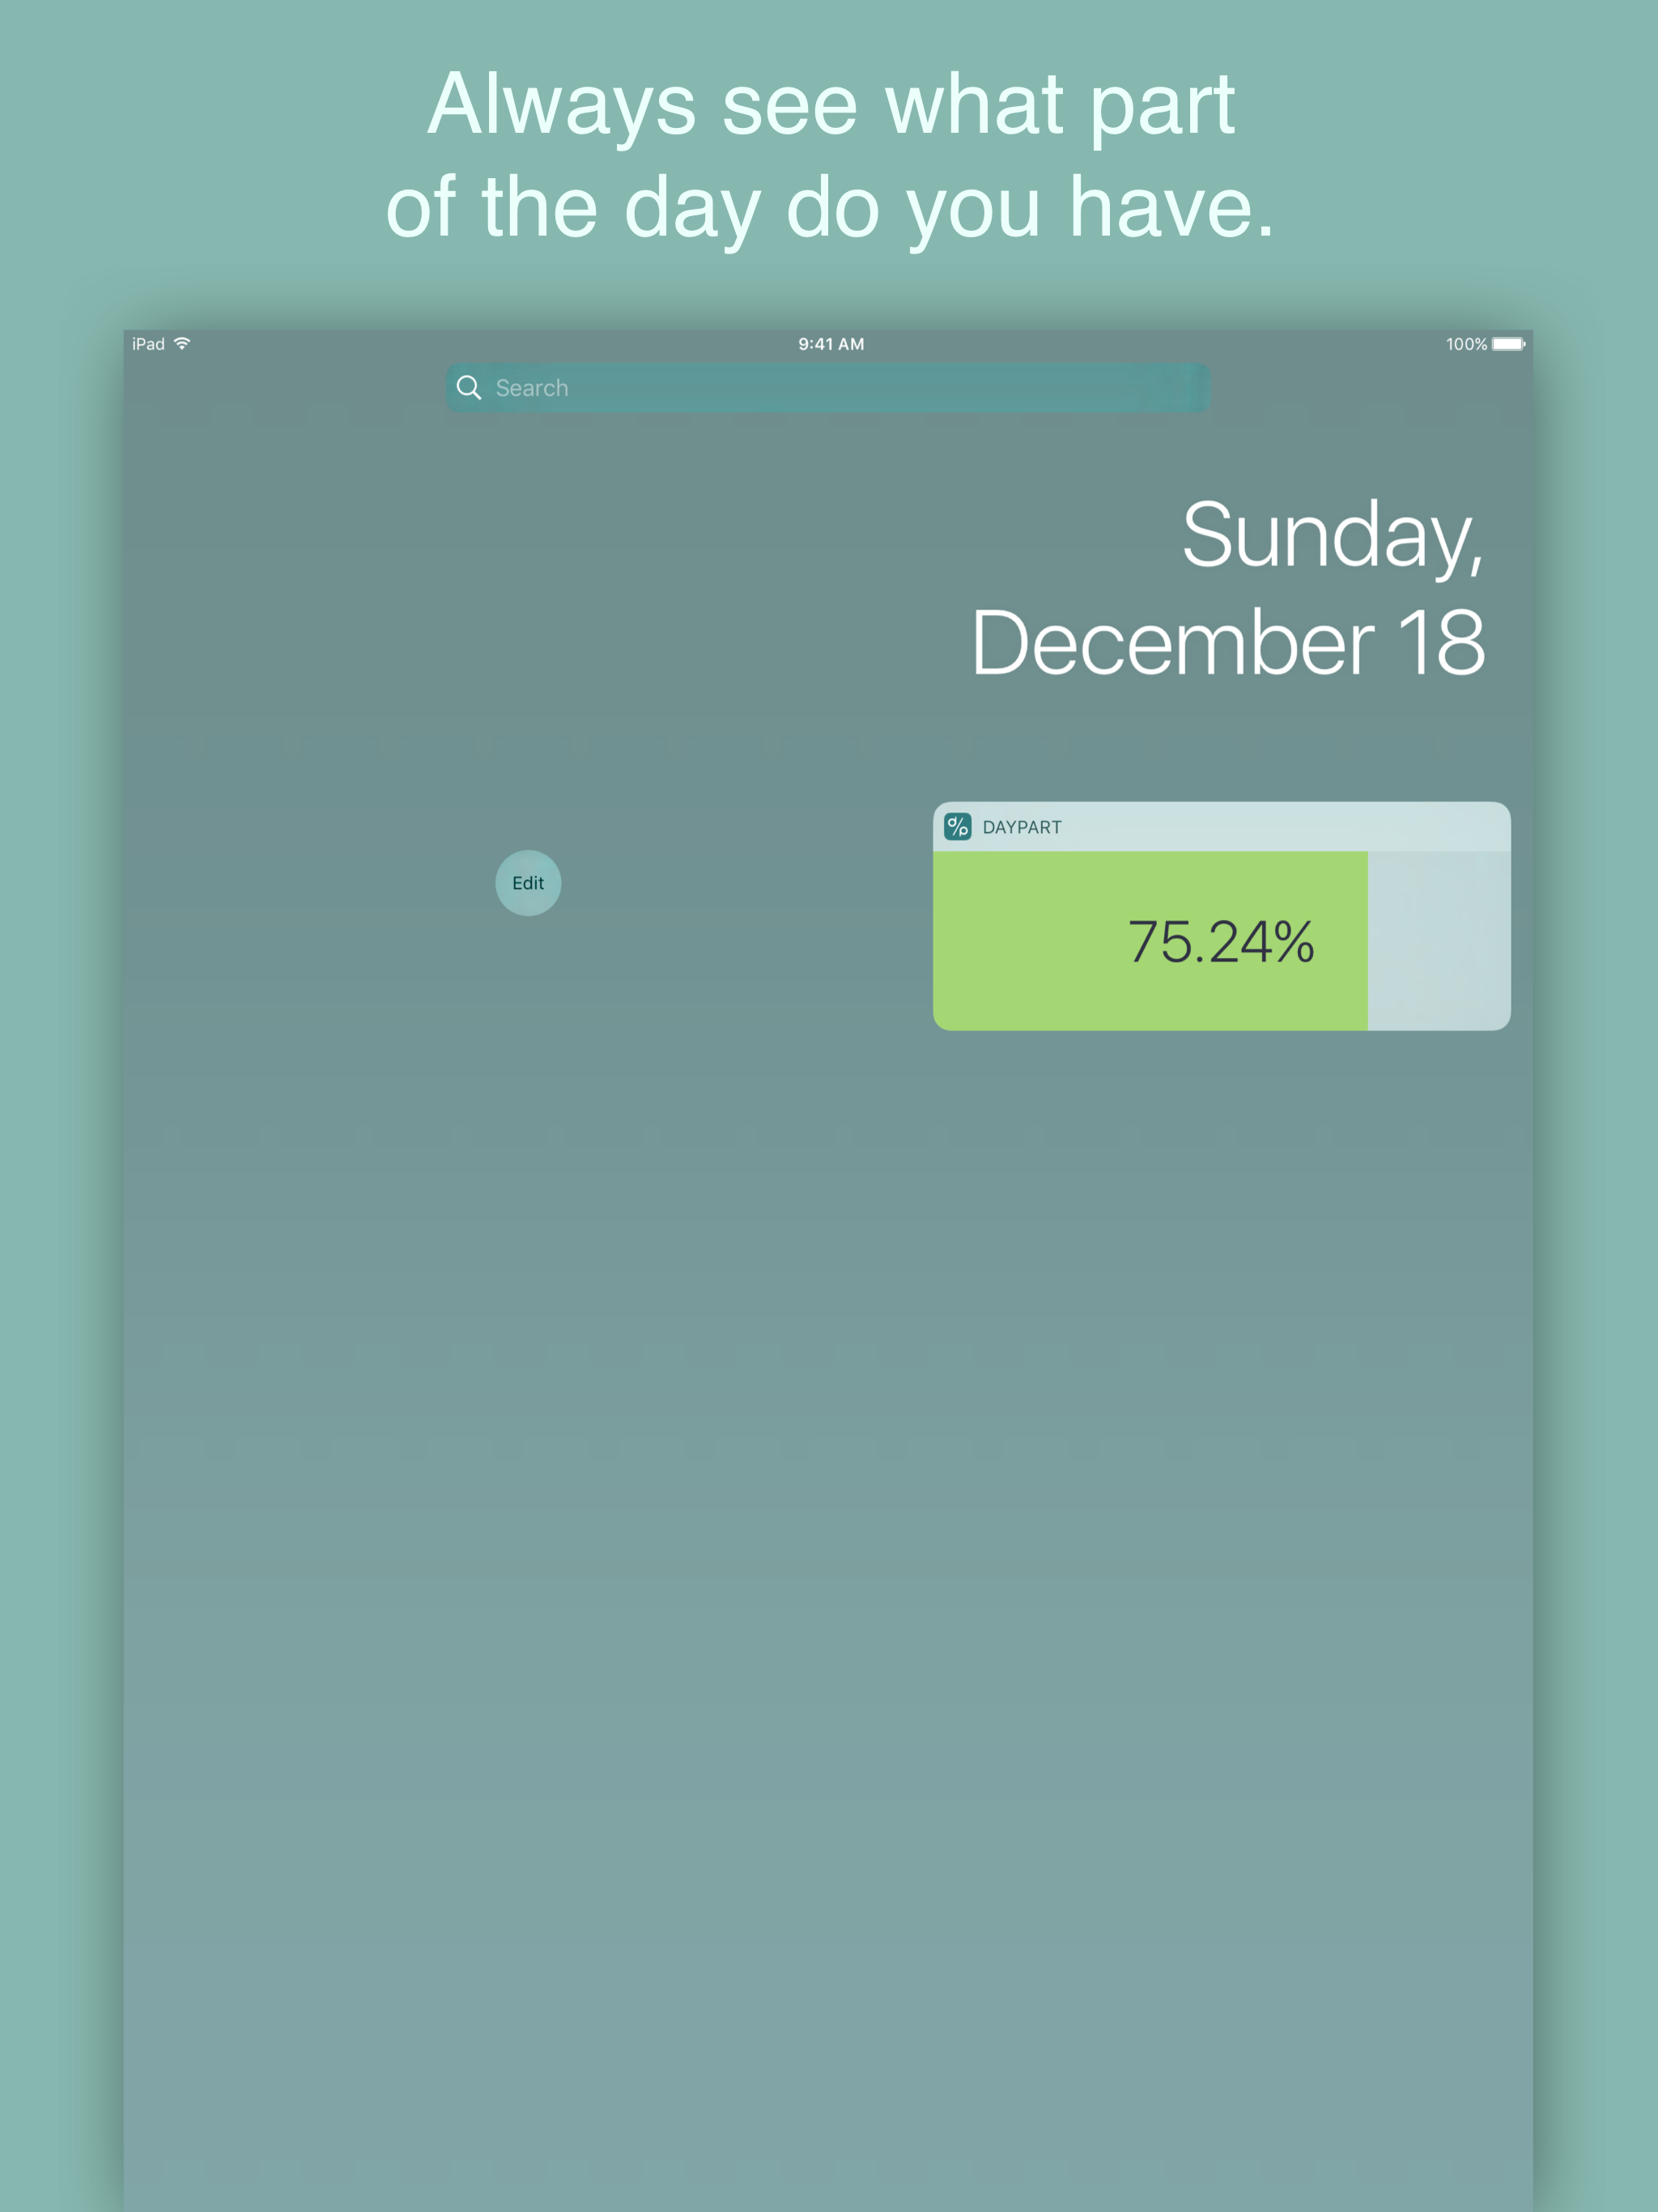 Always see what part
of the day do you have.
iPad 9:41 AM 100%
Search
Sunday,
December 18
DAYPART
Edit
75.24%